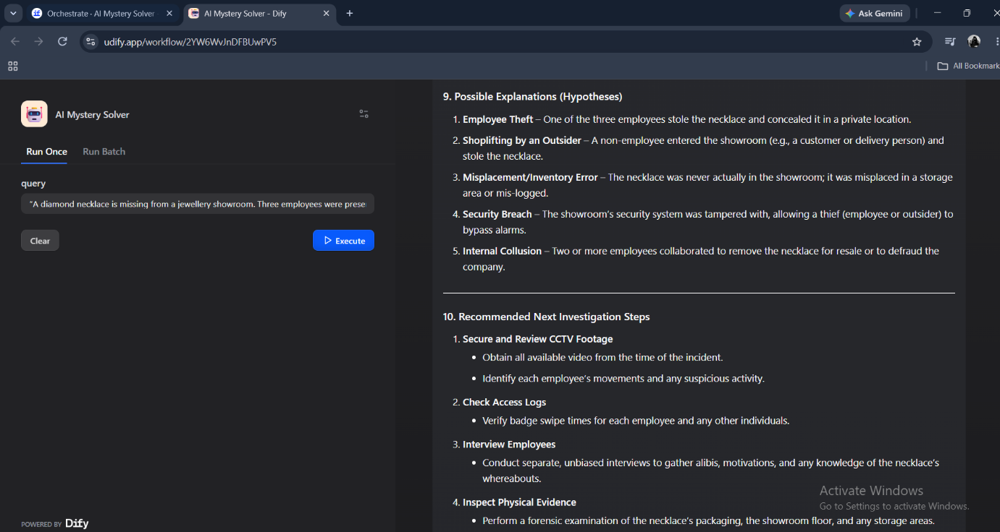 Orchestrate · AI Mystery Solver
AI Mystery Solver - Dify
Ask Gemini
udify.app/workflow/2YW6WvJnDFBUwPV5
All Bookmark
AI Mystery Solver
Run Once
Run Batch
query
"A diamond necklace is missing from a jewellery showroom. Three employees were prese
Clear
Execute
POWERED BY Dify
9. Possible Explanations (Hypotheses)
1. Employee Theft – One of the three employees stole the necklace and concealed it in a private location.
2. Shoplifting by an Outsider – A non-employee entered the showroom (e.g., a customer or delivery person) and
stole the necklace.
3. Misplacement/Inventory Error – The necklace was never actually in the showroom; it was misplaced in a storage
area or mis-logged.
4. Security Breach – The showroom's security system was tampered with, allowing a thief (employee or outsider) to
bypass alarms.
5. Internal Collusion – Two or more employees collaborated to remove the necklace for resale or to defraud the
company.
10. Recommended Next Investigation Steps
1. Secure and Review CCTV Footage
• Obtain all available video from the time of the incident.
• Identify each employee's movements and any suspicious activity.
2. Check Access Logs
• Verify badge swipe times for each employee and any other individuals.
3. Interview Employees
• Conduct separate, unbiased interviews to gather alibis, motivations, and any knowledge of the necklace's
whereabouts.
4. Inspect Physical Evidence
• Perform a forensic examination of the necklace's packaging, the showroom floor, and any storage areas.
Activate Windows
Go to Settings to activate Windows.